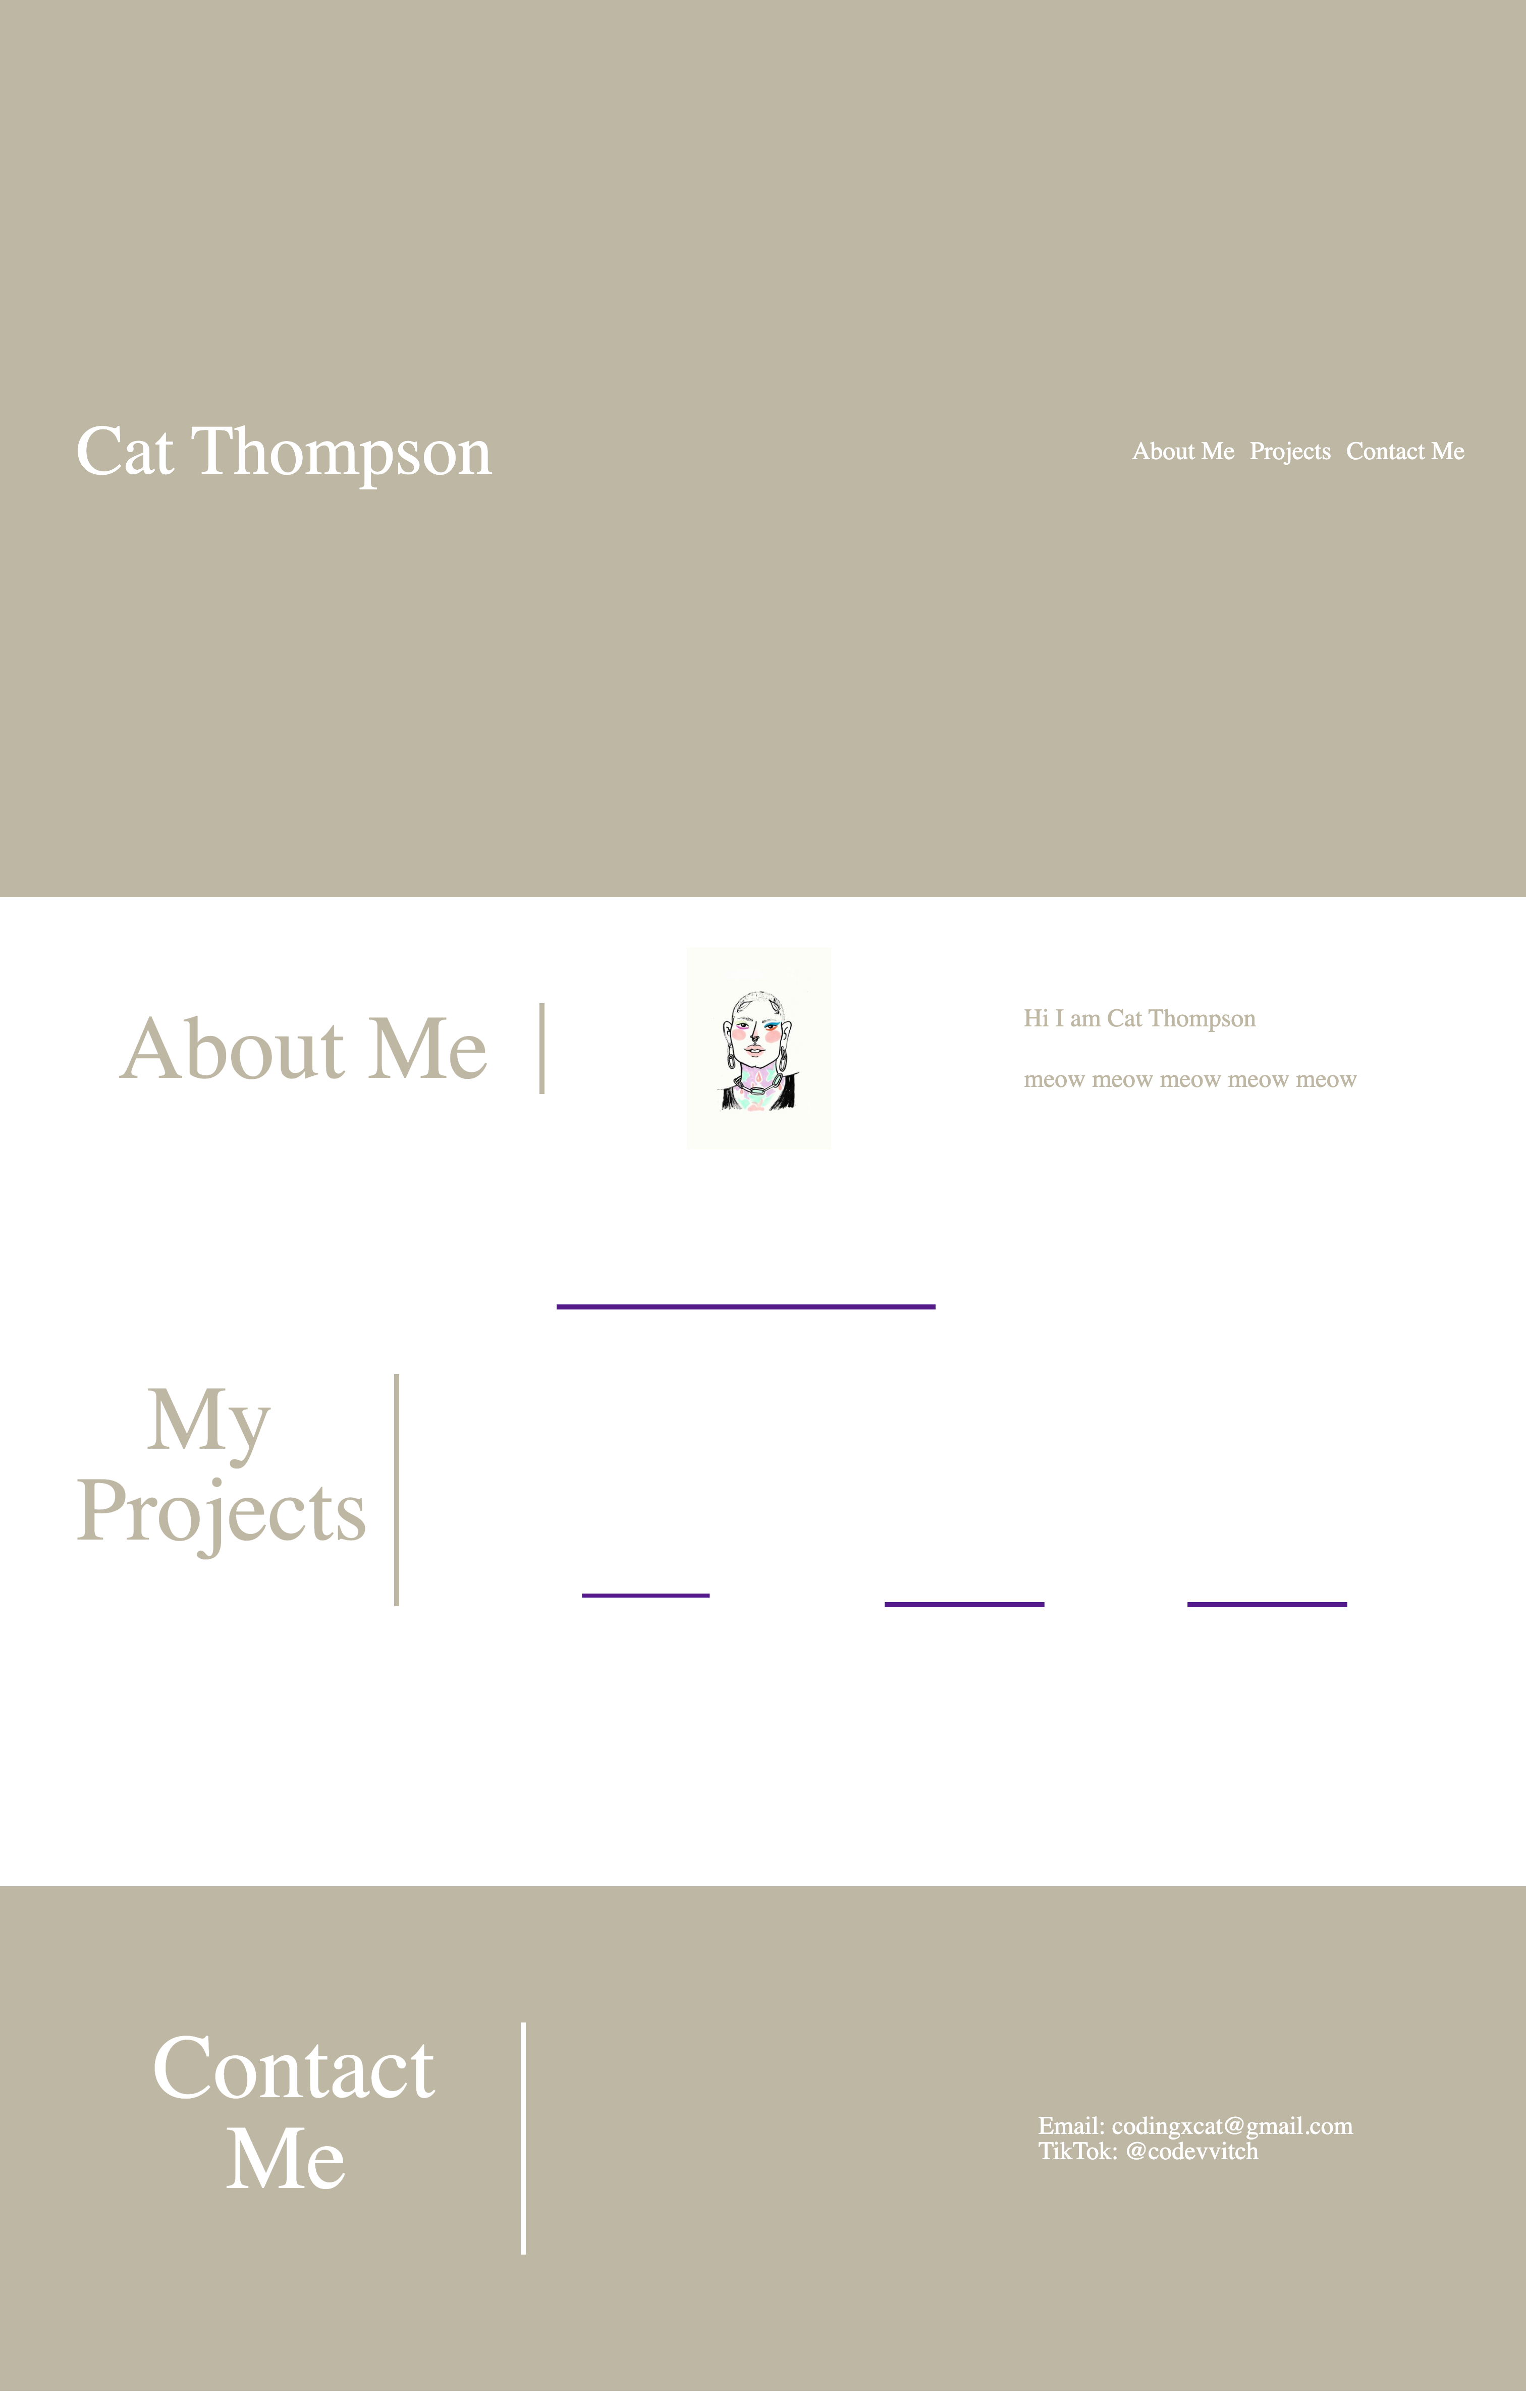 Cat Thompson
About Me Projects Contact Me
About Me
Hi I am Cat Thompson
meow meow meow meow meow
My
Projects
Contact
Me
Email: codingxcat@gmail.com
TikTok: @codevvitch